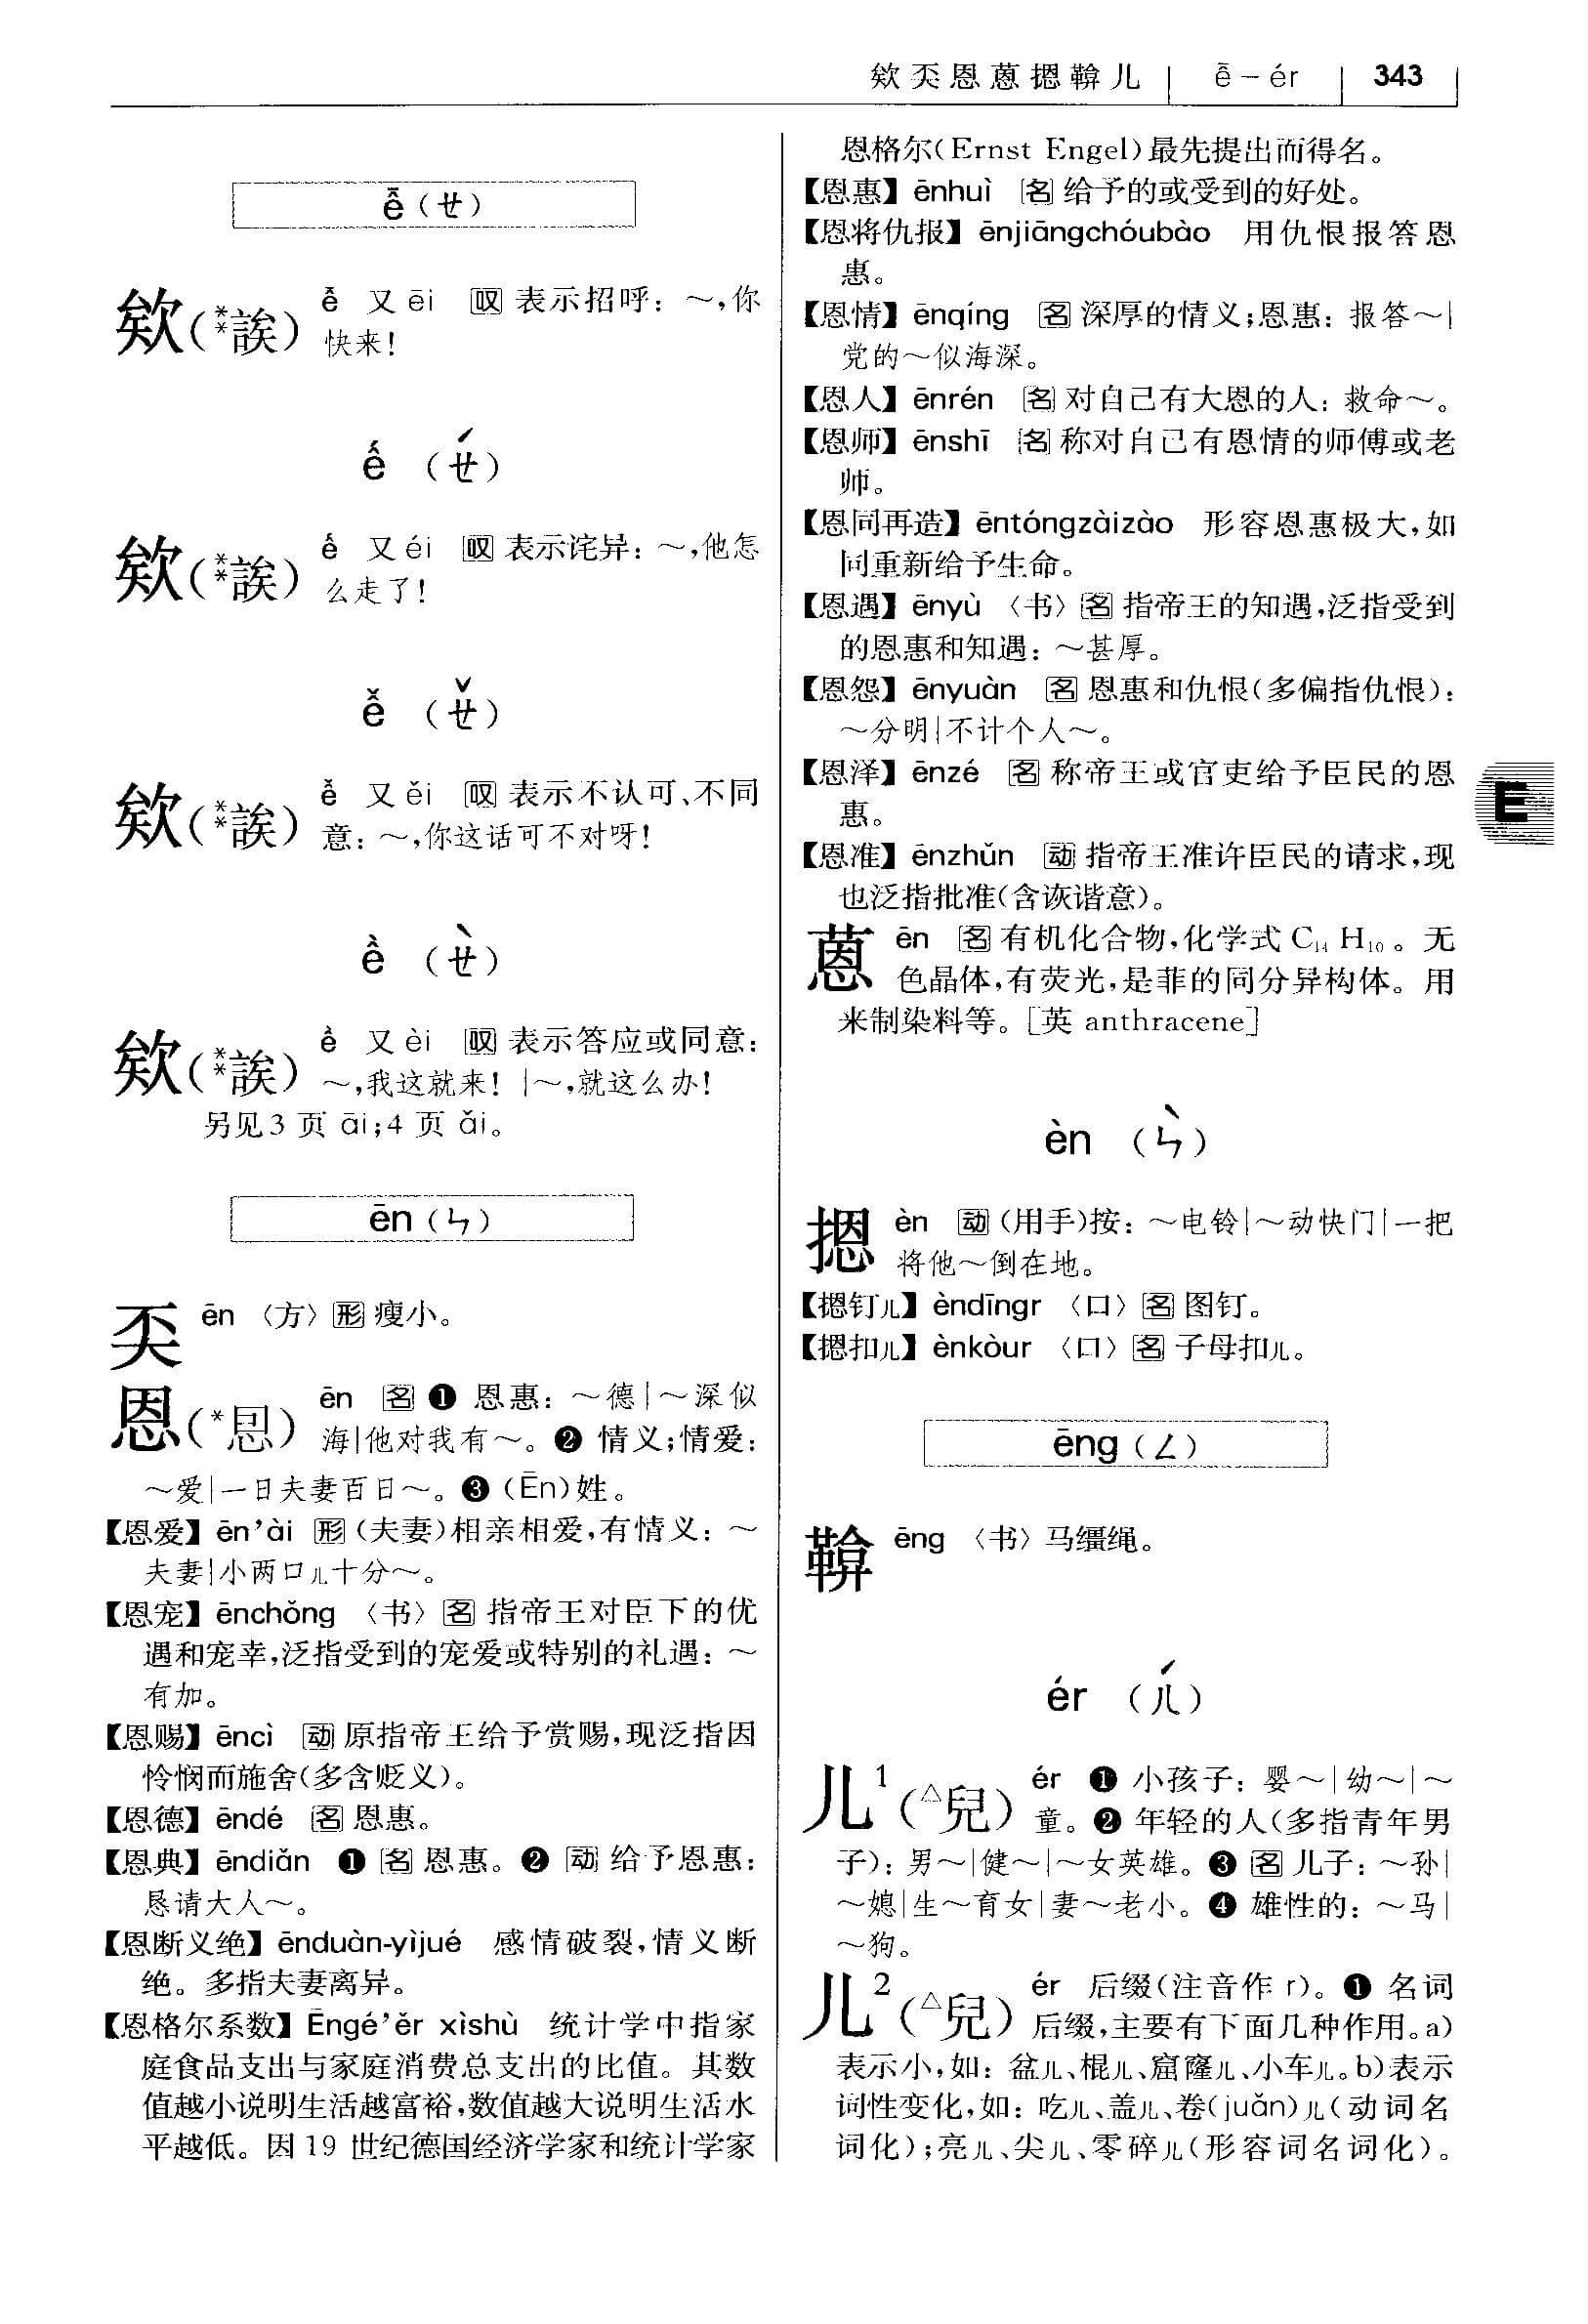 欸奀恩蒽摁鞥儿 ê̄－ér 343
ê̄（ㄝ）
欸(**誒) ê̄ 又 ēi 叹 表示招呼：～，你
快来！
ế（ㄝˊ）
欸(**誒) ế 又 éi 叹 表示诧异：～，他怎
么走了！
ê̌（ㄝˇ）
欸(**誒) ê̌ 又 ěi 叹 表示不认可、不同
意：～，你这话可不对呀！
ề（ㄝˋ）
欸(**誒) ề 又 èi 叹 表示答应或同意：
～，我这就来！|～，就这么办！
另见3 页 āi；4 页 ǎi。
ēn（ㄣ）
奀 ēn 〈方〉形 瘦小。
恩(*㤙) ēn 名 ❶ 恩惠：～德|～深似
海|他对我有～。❷ 情义；情爱：
～爱|一日夫妻百日～。❸（Ēn）姓。
【恩爱】ēn’ài 形（夫妻）相亲相爱，有情义：～
夫妻|小两口儿十分～。
【恩宠】ēnchǒng 〈书〉名 指帝王对臣下的优
遇和宠幸，泛指受到的宠爱或特别的礼遇：～
有加。
【恩赐】ēncì 动 原指帝王给予赏赐，现泛指因
怜悯而施舍（多含贬义）。
【恩德】ēndé 名 恩惠。
【恩典】ēndiǎn ❶ 名 恩惠。❷ 动 给予恩惠：
恳请大人～。
【恩断义绝】ēnduàn-yìjué 感情破裂，情义断
绝。多指夫妻离异。
【恩格尔系数】Ēngé’ěr xìshù 统计学中指家
庭食品支出与家庭消费总支出的比值。其数
值越小说明生活越富裕，数值越大说明生活水
平越低。因 19 世纪德国经济学家和统计学家
恩格尔（Ernst Engel）最先提出而得名。
【恩惠】ēnhuì 名 给予的或受到的好处。
【恩将仇报】ēnjiāngchóubào 用仇恨报答恩
惠。
【恩情】ēnqíng 名 深厚的情义；恩惠：报答～|
党的～似海深。
【恩人】ēnrén 名 对自己有大恩的人：救命～。
【恩师】ēnshī 名 称对自己有恩情的师傅或老
师。
【恩同再造】ēntóngzàizào 形容恩惠极大，如
同重新给予生命。
【恩遇】ēnyù 〈书〉名 指帝王的知遇，泛指受到
的恩惠和知遇：～甚厚。
【恩怨】ēnyuàn 名 恩惠和仇恨（多偏指仇恨）：
～分明|不计个人～。
【恩泽】ēnzé 名 称帝王或官吏给予臣民的恩
惠。
【恩准】ēnzhǔn 动 指帝王准许臣民的请求，现
也泛指批准（含诙谐意）。
蒽 ēn 名 有机化合物，化学式 C₁₄H₁₀。无
色晶体，有荧光，是菲的同分异构体。用
来制染料等。［英 anthracene］
èn（ㄣˋ）
摁 èn 动（用手）按：～电铃|～动快门|一把
将他～倒在地。
【摁钉儿】èndīngr 〈口〉名 图钉。
【摁扣儿】ènkòur 〈口〉名 子母扣儿。
ēng（ㄥ）
鞥 ēng 〈书〉马缰绳。
ér（ㄦˊ）
儿¹(△兒) ér ❶ 小孩子：婴～|幼～|～
童。❷ 年轻的人（多指青年男
子）：男～|健～|～女英雄。❸ 名 儿子：～孙|
～媳|生～育女|妻～老小。❹ 雄性的：～马|
～狗。
儿²(△兒) ér 后缀（注音作 r）。❶ 名词
后缀，主要有下面几种作用。a）
表示小，如：盆儿、棍儿、窟窿儿、小车儿。b）表示
词性变化，如：吃儿、盖儿、卷（juǎn）儿（动词名
词化）；亮儿、尖儿、零碎儿（形容词名词化）。
E